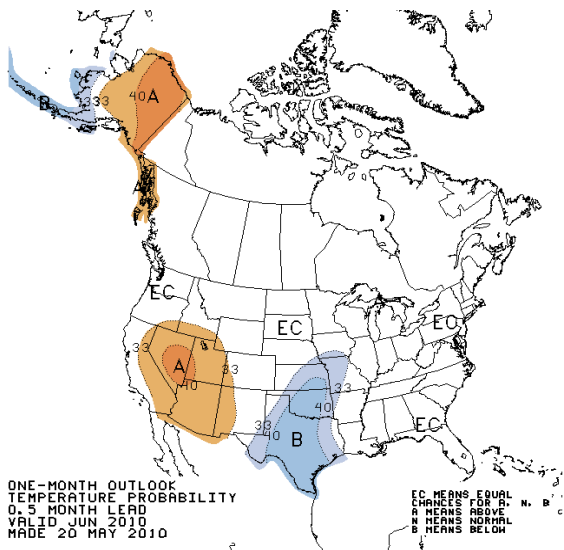 B
33
33
40
A
A
EC
EC
EC
33
A
33
40
33
40
33
40
B
EC
ONE-MONTH OUTLOOK
TEMPERATURE PROBABILITY
0.5 MONTH LEAD
VALID JUN 2010
MADE 20 MAY 2010
EC MEANS EQUAL
CHANCES FOR A, N, B
A MEANS ABOVE
N MEANS NORMAL
B MEANS BELOW